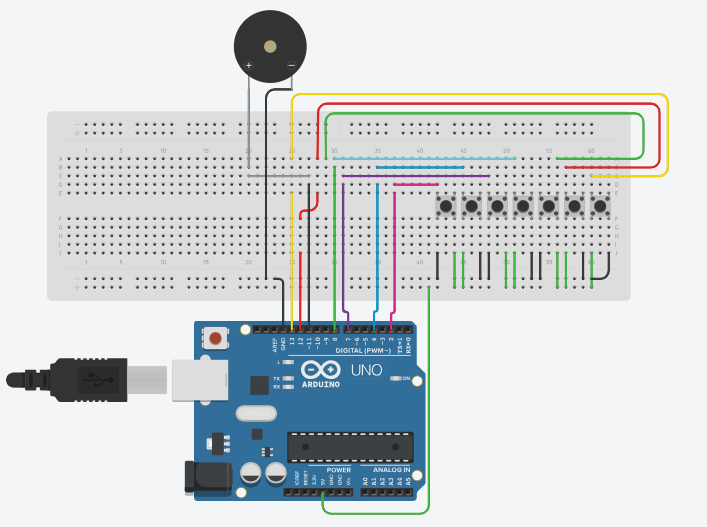 + −
1 5 10 15 20 25 30 35 40 45 50 55 60
A
B
C
D
E
F
G
H
I
J
1 5 10 15 20 25 30 35 40 45 50 55 60
AREF
GND
13
12
~11
~10
~9
8
7
~6
~5
4
~3
2
TX→1
RX←0
DIGITAL (PWM ~)
L
TX
RX
ARDUINO
UNO
ON
POWER
ANALOG IN
IOREF
RESET
3.3V
5V
GND
GND
Vin
A0
A1
A2
A3
A4
A5